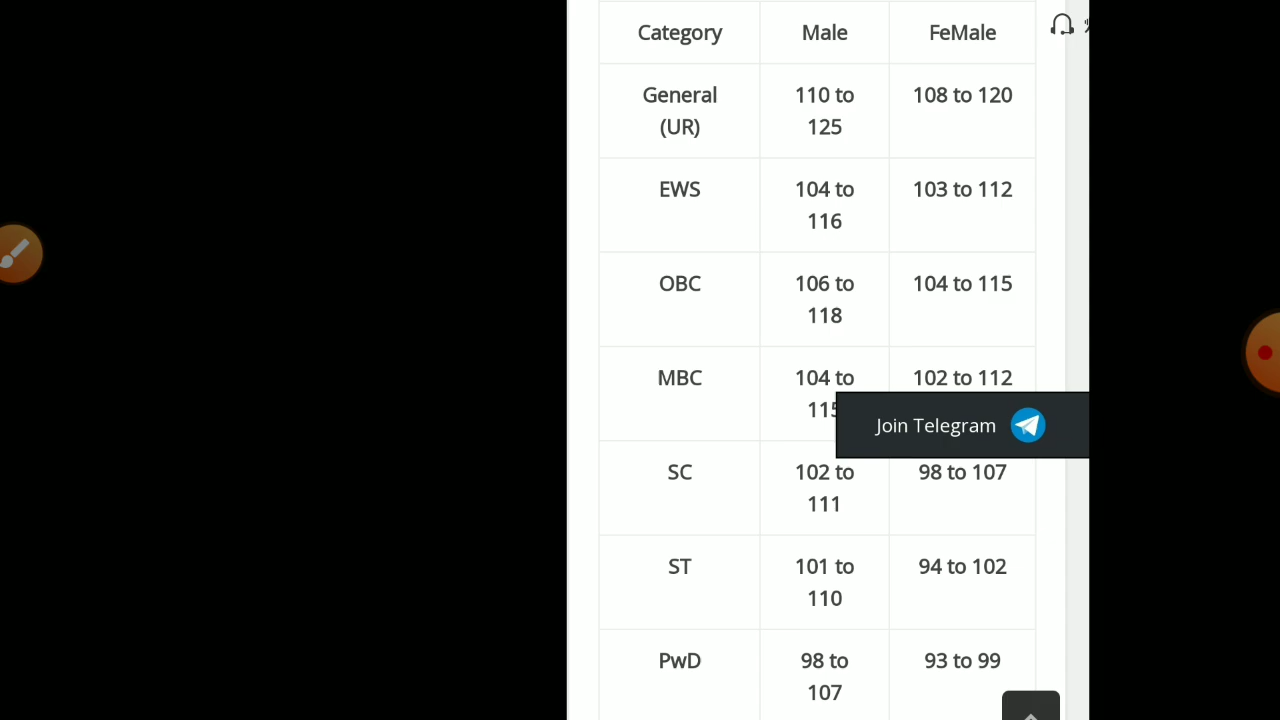 Category Male FeMale
General (UR) 110 to 125 108 to 120
EWS 104 to 116 103 to 112
OBC 106 to 118 104 to 115
MBC 104 to 115 102 to 112
Join Telegram
SC 102 to 111 98 to 107
ST 101 to 110 94 to 102
PwD 98 to 107 93 to 99